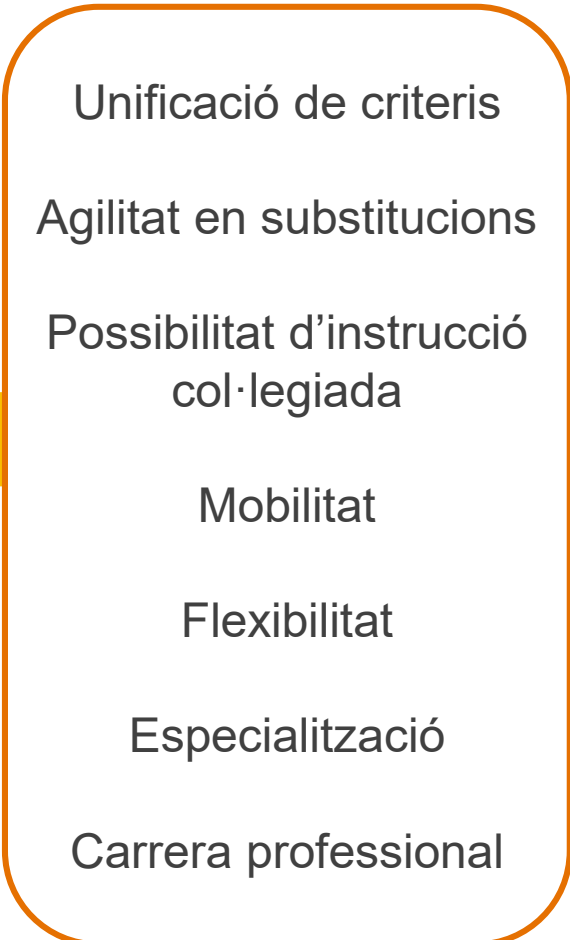 Unificació de criteris
Agilitat en substitucions
Possibilitat d’instrucció
col·legiada
Mobilitat
Flexibilitat
Especialització
Carrera professional